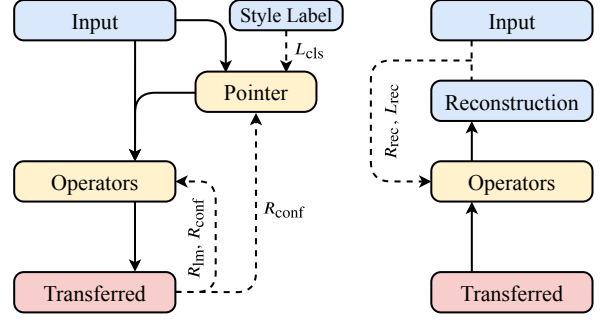 Input
Style Label
L_cls
Pointer
Operators
R_lm, R_conf
R_conf
Transferred
Input
R_rec, L_rec
Reconstruction
Operators
Transferred